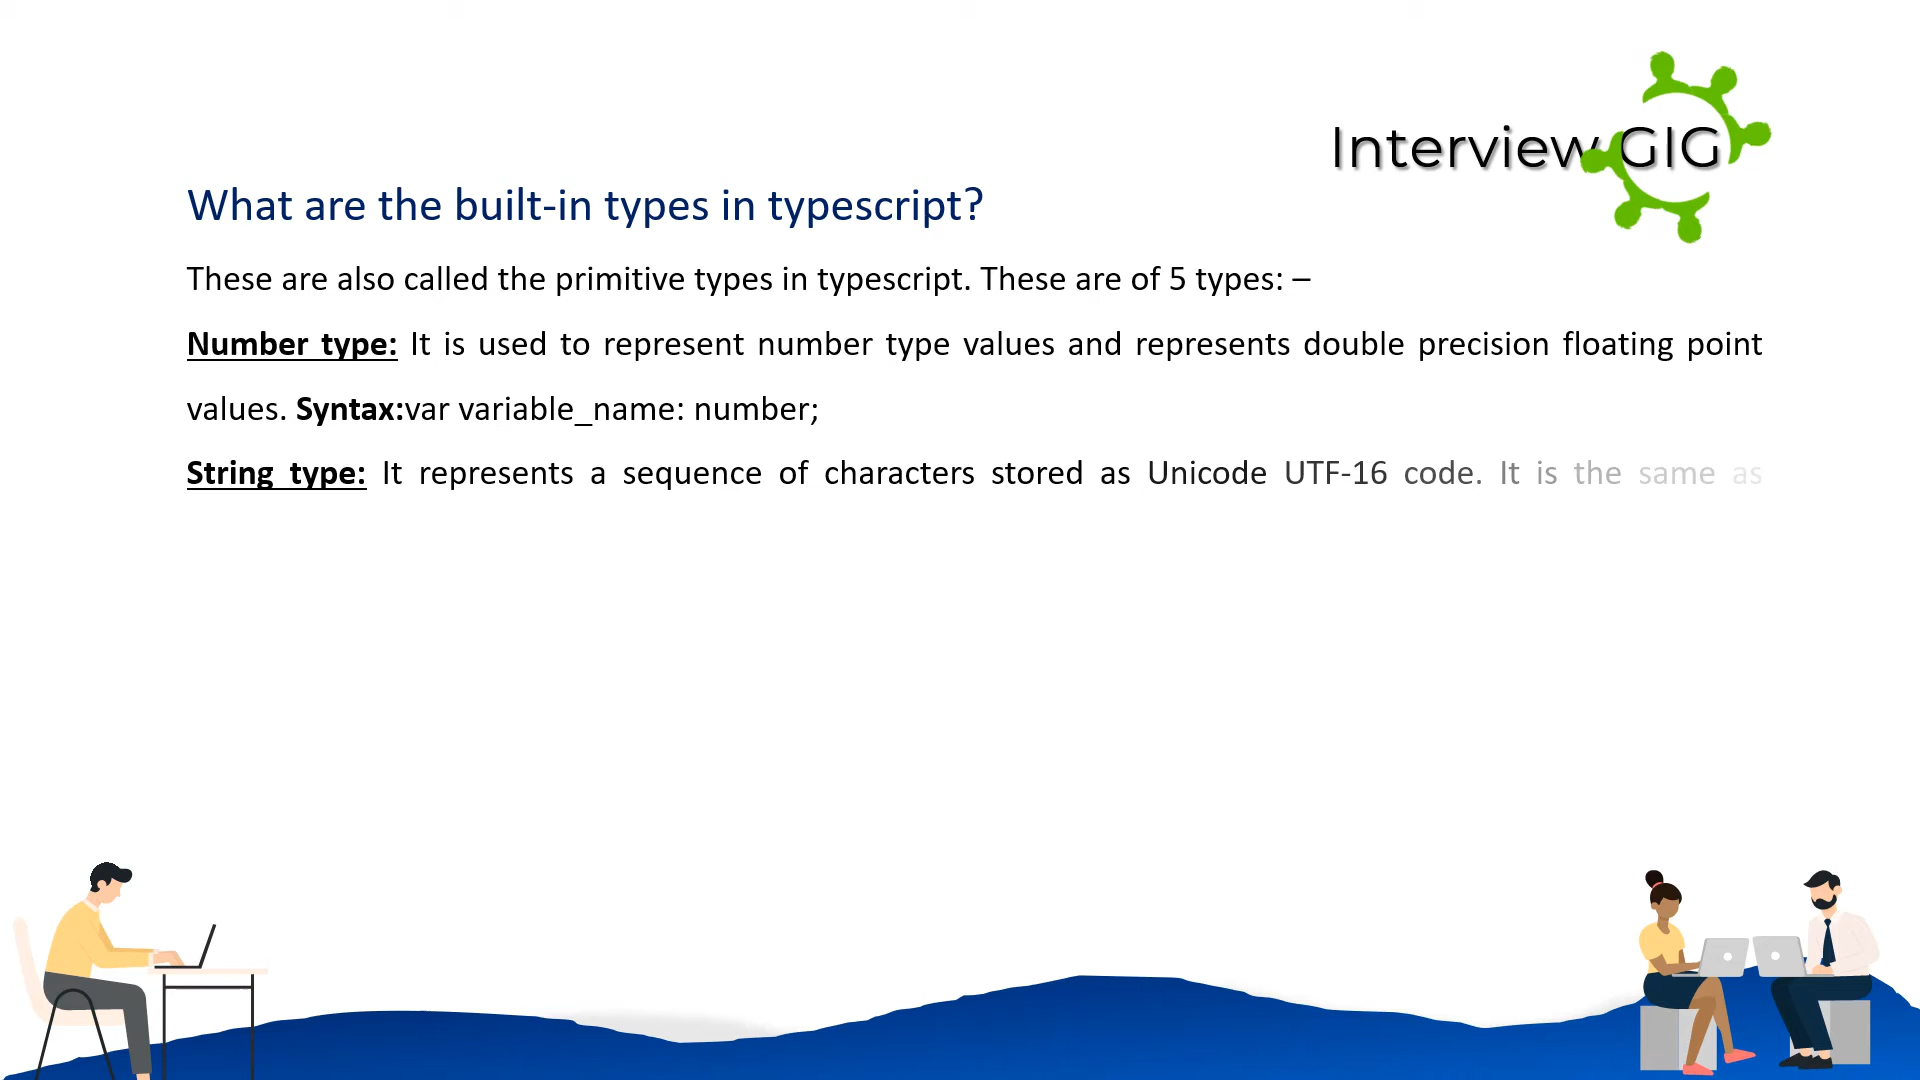 Interview GIG
What are the built-in types in typescript?
These are also called the primitive types in typescript. These are of 5 types: –
Number type: It is used to represent number type values and represents double precision floating point
values. Syntax:var variable_name: number;
String type: It represents a sequence of characters stored as Unicode UTF-16 code. It is the same as